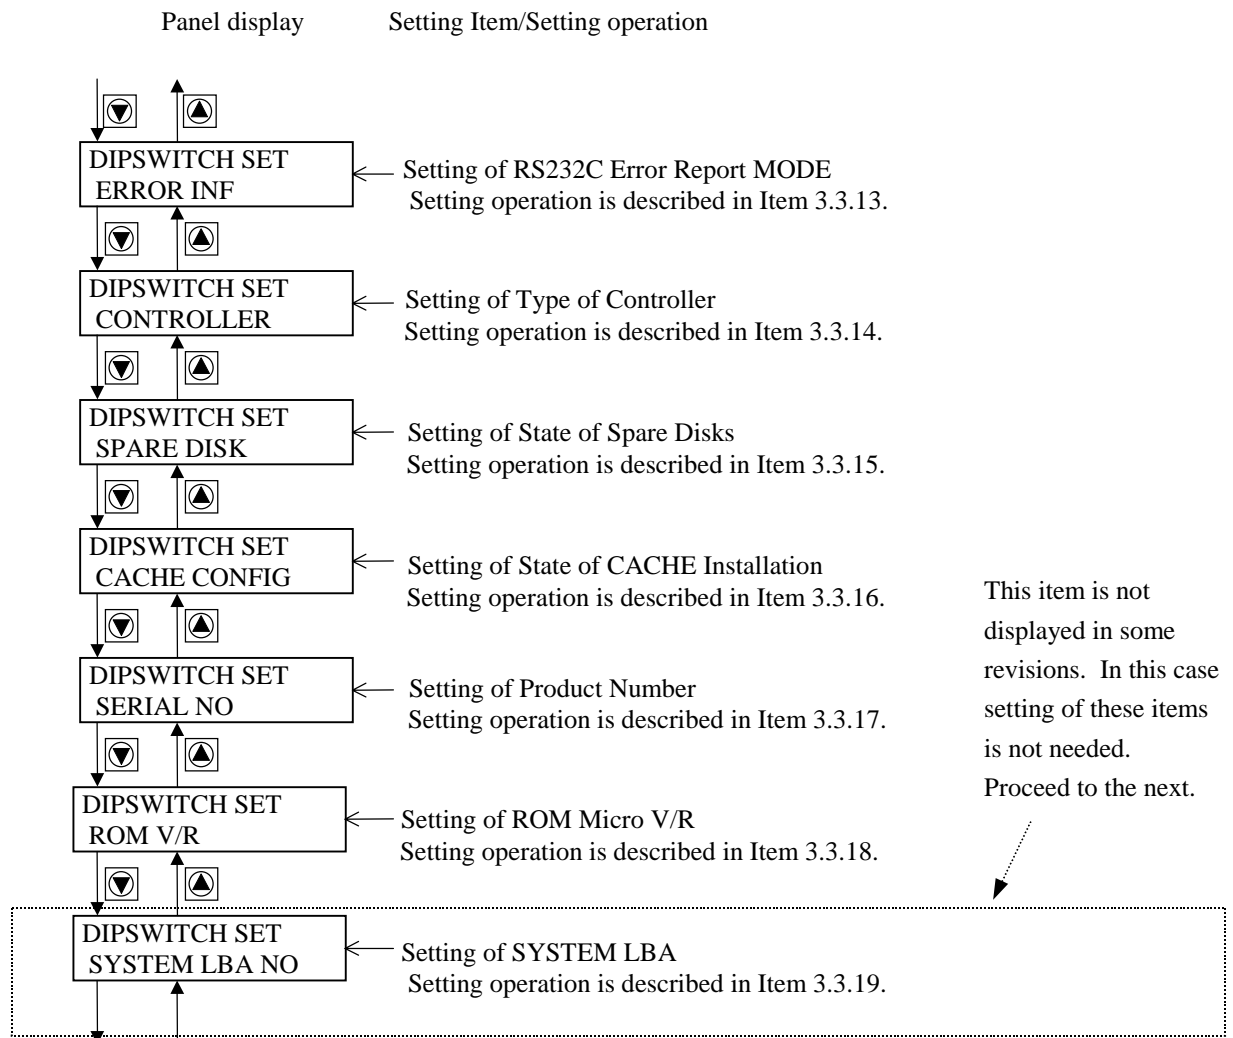 Panel display
Setting Item/Setting operation
DIPSWITCH SET
ERROR INF
Setting of RS232C Error Report MODE
Setting operation is described in Item 3.3.13.
DIPSWITCH SET
CONTROLLER
Setting of Type of Controller
Setting operation is described in Item 3.3.14.
DIPSWITCH SET
SPARE DISK
Setting of State of Spare Disks
Setting operation is described in Item 3.3.15.
DIPSWITCH SET
CACHE CONFIG
Setting of State of CACHE Installation
Setting operation is described in Item 3.3.16.
This item is not
displayed in some
revisions.  In this case
setting of these items
is not needed.
Proceed to the next.
DIPSWITCH SET
SERIAL NO
Setting of Product Number
Setting operation is described in Item 3.3.17.
DIPSWITCH SET
ROM V/R
Setting of ROM Micro V/R
Setting operation is described in Item 3.3.18.
DIPSWITCH SET
SYSTEM LBA NO
Setting of SYSTEM LBA
Setting operation is described in Item 3.3.19.